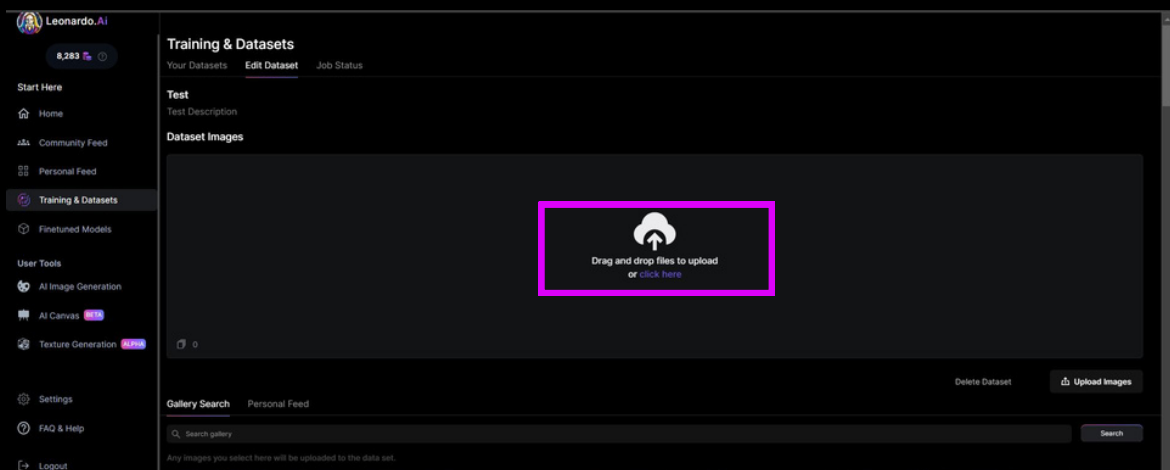 Leonardo.Ai
8,283
Start Here
Home
Community Feed
Personal Feed
Training & Datasets
Finetuned Models
User Tools
AI Image Generation
AI Canvas BETA
Texture Generation ALPHA
Settings
FAQ & Help
Logout
Training & Datasets
Your Datasets Edit Dataset Job Status
Test
Test Description
Dataset Images
Drag and drop files to upload
or click here
0
Delete Dataset Upload Images
Gallery Search Personal Feed
Search gallery Search
Any images you select here will be uploaded to the data set.